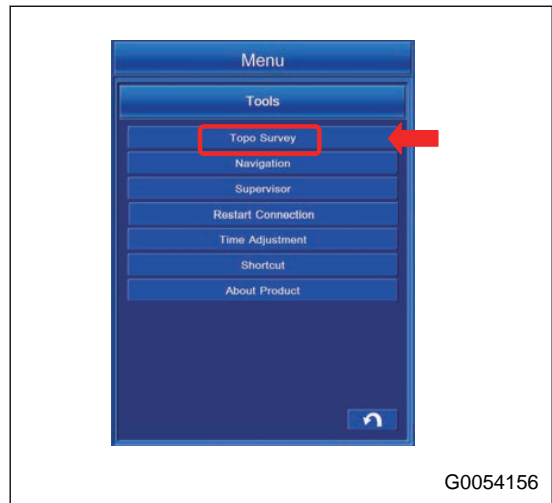 Menu
Tools
Topo Survey
Navigation
Supervisor
Restart Connection
Time Adjustment
Shortcut
About Product
G0054156